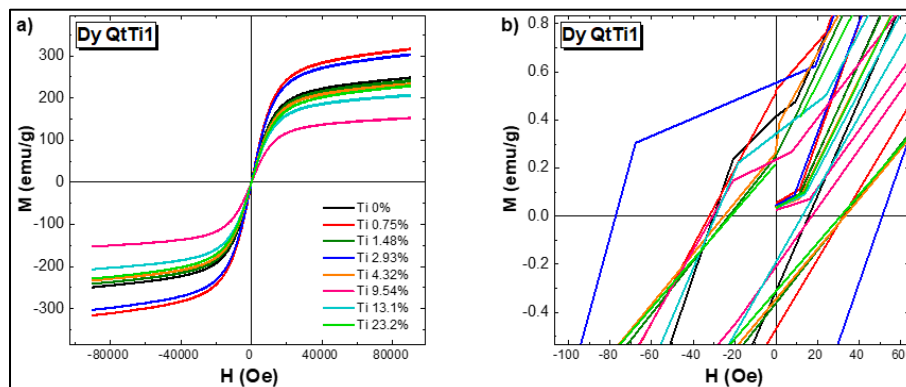 a)
Dy QtTi1
M (emu/g)
300
200
100
0
-100
-200
-300
Ti 0%
Ti 0.75%
Ti 1.48%
Ti 2.93%
Ti 4.32%
Ti 9.54%
Ti 13.1%
Ti 23.2%
-80000 -40000 0 40000 80000
H (Oe)
b)
Dy QtTi1
M (emu/g)
0.8
0.6
0.4
0.2
0.0
-0.2
-0.4
-100 -80 -60 -40 -20 0 20 40 60
H (Oe)